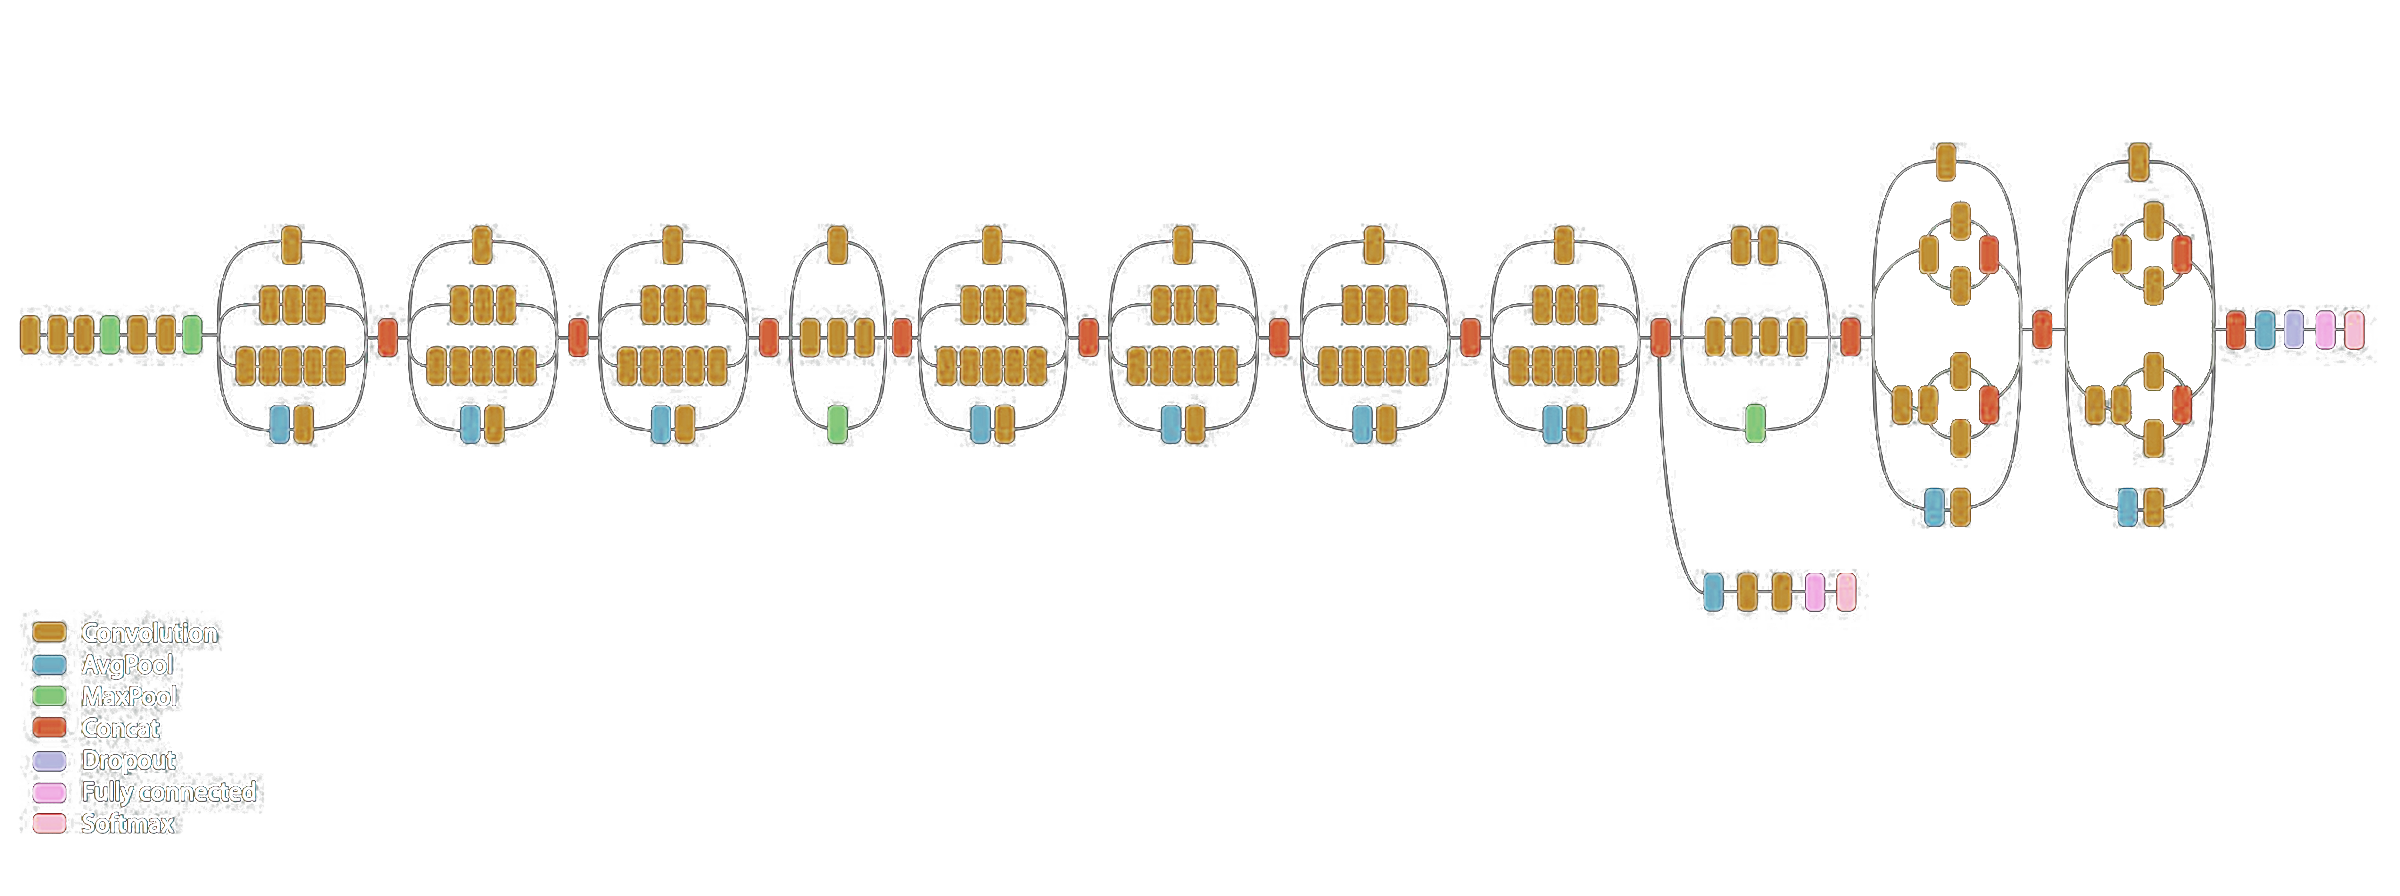 Convolution
AvgPool
MaxPool
Concat
Dropout
Fully connected
Softmax